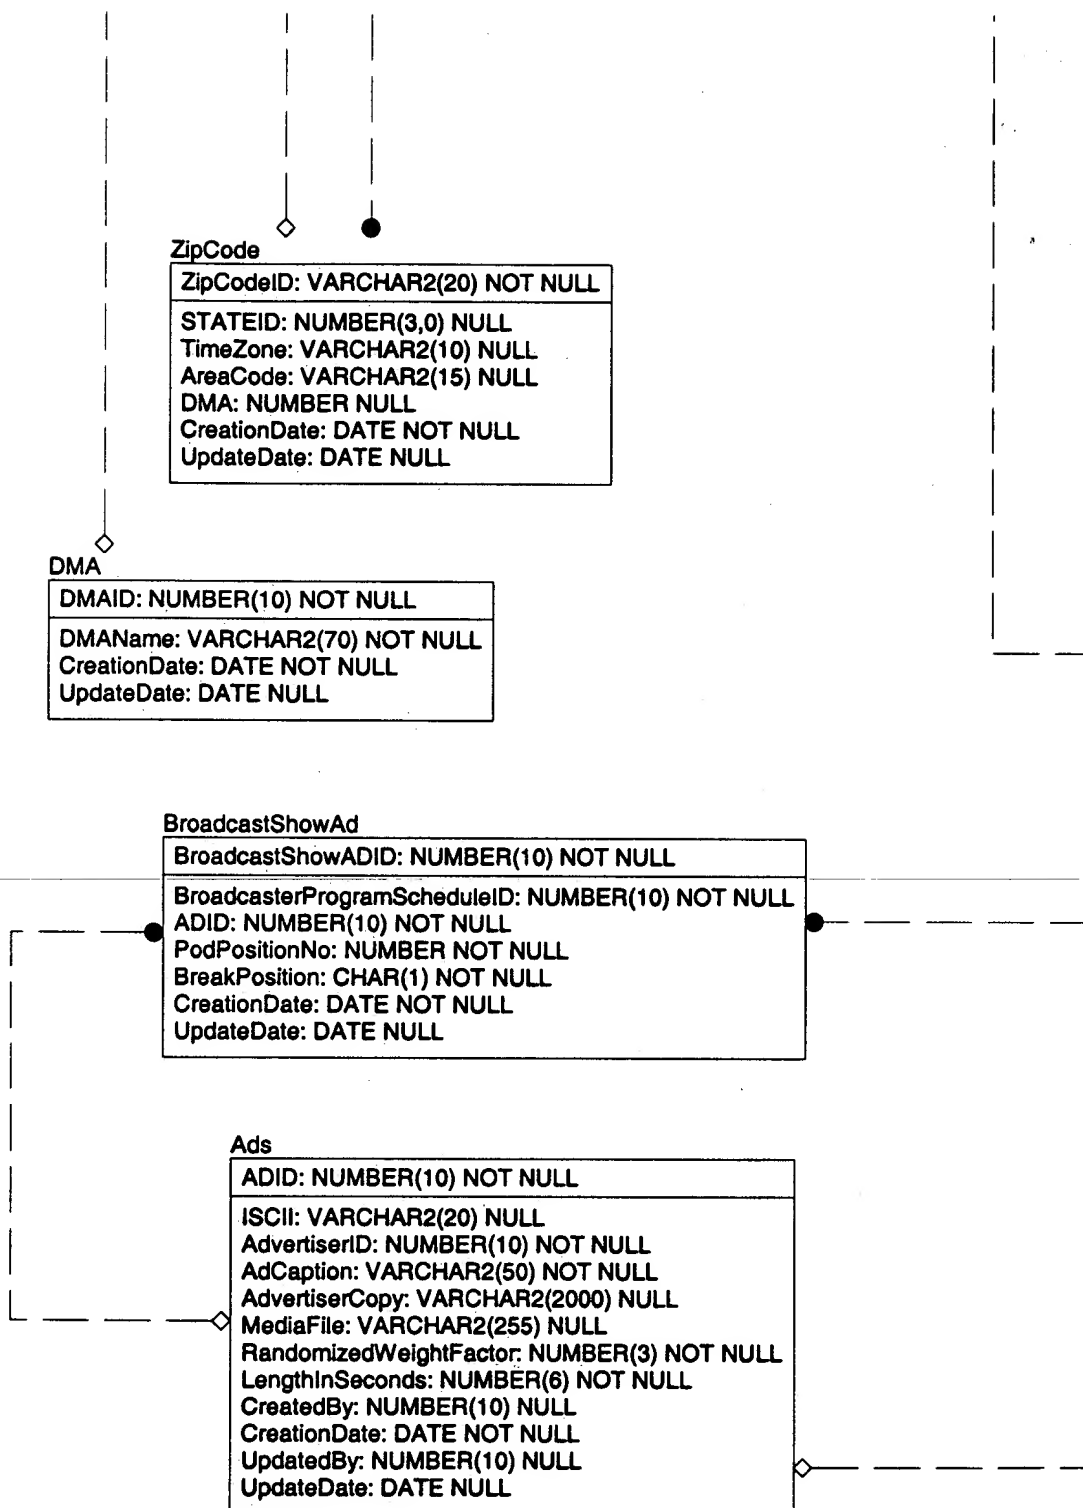 ZipCode
ZipCodeID: VARCHAR2(20) NOT NULL
STATEID: NUMBER(3,0) NULL
TimeZone: VARCHAR2(10) NULL
AreaCode: VARCHAR2(15) NULL
DMA: NUMBER NULL
CreationDate: DATE NOT NULL
UpdateDate: DATE NULL
DMA
DMAID: NUMBER(10) NOT NULL
DMAName: VARCHAR2(70) NOT NULL
CreationDate: DATE NOT NULL
UpdateDate: DATE NULL
BroadcastShowAd
BroadcastShowADID: NUMBER(10) NOT NULL
BroadcasterProgramScheduleID: NUMBER(10) NOT NULL
ADID: NUMBER(10) NOT NULL
PodPositionNo: NUMBER NOT NULL
BreakPosition: CHAR(1) NOT NULL
CreationDate: DATE NOT NULL
UpdateDate: DATE NULL
Ads
ADID: NUMBER(10) NOT NULL
ISCII: VARCHAR2(20) NULL
AdvertiserID: NUMBER(10) NOT NULL
AdCaption: VARCHAR2(50) NOT NULL
AdvertiserCopy: VARCHAR2(2000) NULL
MediaFile: VARCHAR2(255) NULL
RandomizedWeightFactor: NUMBER(3) NOT NULL
LengthInSeconds: NUMBER(6) NOT NULL
CreatedBy: NUMBER(10) NULL
CreationDate: DATE NOT NULL
UpdatedBy: NUMBER(10) NULL
UpdateDate: DATE NULL